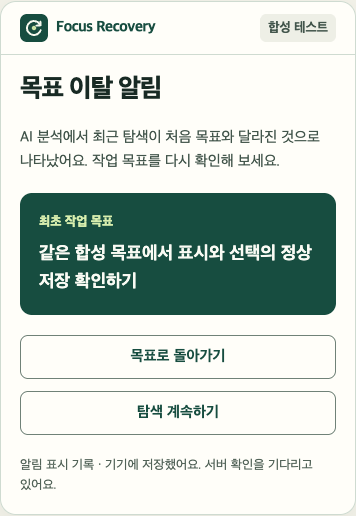 Focus Recovery
합성 테스트
목표 이탈 알림
AI 분석에서 최근 탐색이 처음 목표와 달라진 것으로
나타났어요. 작업 목표를 다시 확인해 보세요.
최초 작업 목표
같은 합성 목표에서 표시와 선택의 정상
저장 확인하기
목표로 돌아가기
탐색 계속하기
알림 표시 기록 · 기기에 저장했어요. 서버 확인을 기다리고
있어요.